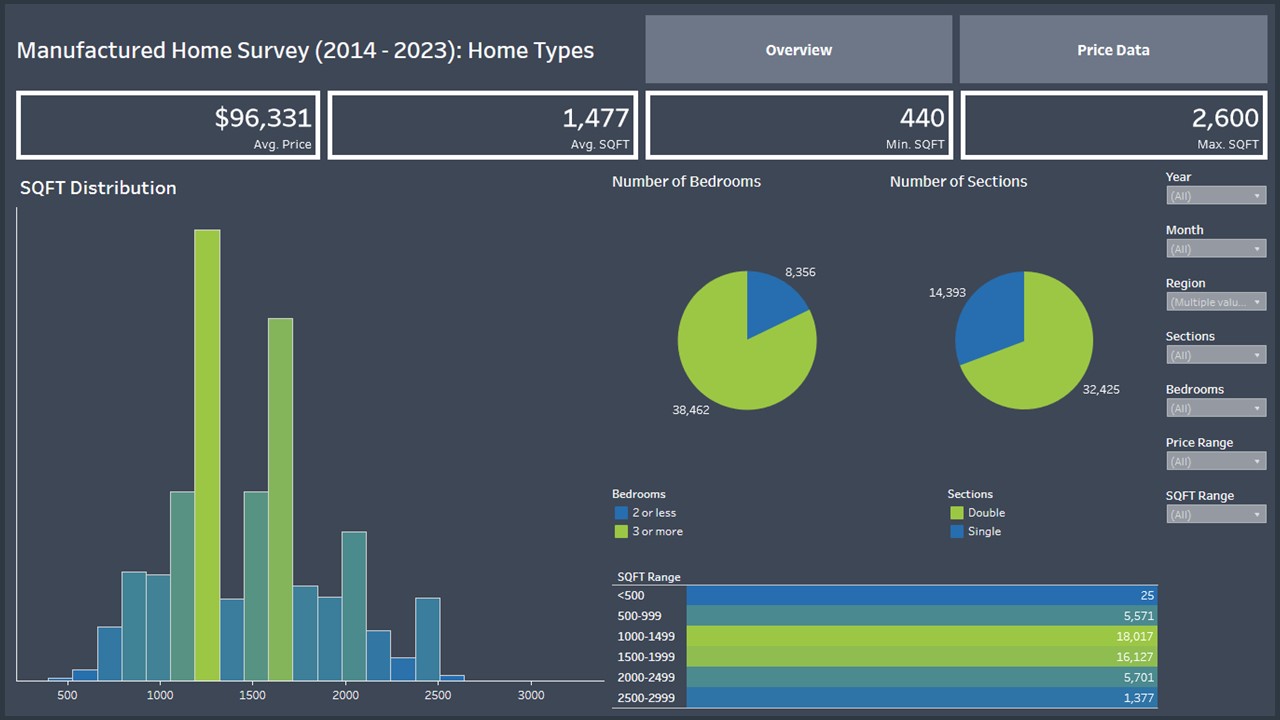 Manufactured Home Survey (2014 - 2023): Home Types
Overview
Price Data
$96,331
Avg. Price
1,477
Avg. SQFT
440
Min. SQFT
2,600
Max. SQFT
SQFT Distribution
500
1000
1500
2000
2500
3000
Number of Bedrooms
8,356
38,462
Number of Sections
14,393
32,425
Bedrooms
2 or less
3 or more
Sections
Double
Single
SQFT Range
<500 25
500-999 5,571
1000-1499 18,017
1500-1999 16,127
2000-2499 5,701
2500-2999 1,377
Year
(All)
Month
(All)
Region
(Multiple valu...
Sections
(All)
Bedrooms
(All)
Price Range
(All)
SQFT Range
(All)